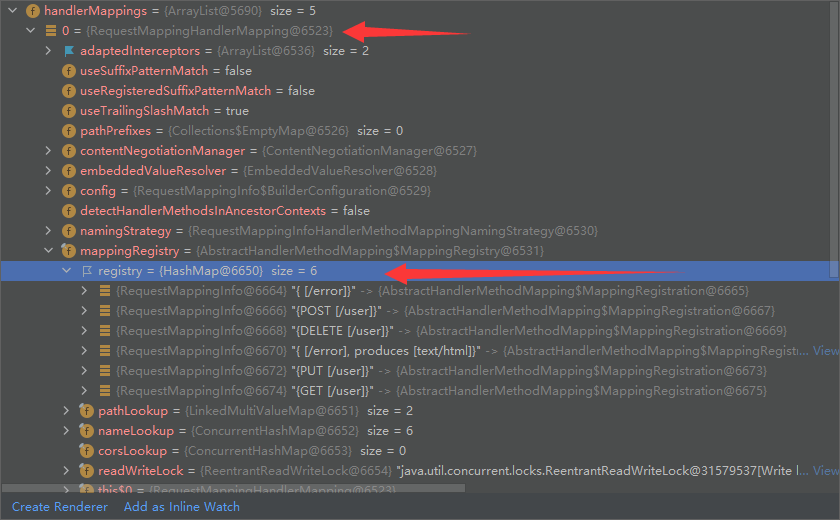 handlerMappings = {ArrayList@5690} size = 5
0 = {RequestMappingHandlerMapping@6523}
adaptedInterceptors = {ArrayList@6536} size = 2
useSuffixPatternMatch = false
useRegisteredSuffixPatternMatch = false
useTrailingSlashMatch = true
pathPrefixes = {Collections$EmptyMap@6526} size = 0
contentNegotiationManager = {ContentNegotiationManager@6527}
embeddedValueResolver = {EmbeddedValueResolver@6528}
config = {RequestMappingInfo$BuilderConfiguration@6529}
detectHandlerMethodsInAncestorContexts = false
namingStrategy = {RequestMappingInfoHandlerMethodMappingNamingStrategy@6530}
mappingRegistry = {AbstractHandlerMethodMapping$MappingRegistry@6531}
registry = {HashMap@6650} size = 6
{RequestMappingInfo@6664} "{ [/error]}" -> {AbstractHandlerMethodMapping$MappingRegistration@6665}
{RequestMappingInfo@6666} "{POST [/user]}" -> {AbstractHandlerMethodMapping$MappingRegistration@6667}
{RequestMappingInfo@6668} "{DELETE [/user]}" -> {AbstractHandlerMethodMapping$MappingRegistration@6669}
{RequestMappingInfo@6670} "{ [/error], produces [text/html]}" -> {AbstractHandlerMethodMapping$MappingRegistr... View
{RequestMappingInfo@6672} "{PUT [/user]}" -> {AbstractHandlerMethodMapping$MappingRegistration@6673}
{RequestMappingInfo@6674} "{GET [/user]}" -> {AbstractHandlerMethodMapping$MappingRegistration@6675}
pathLookup = {LinkedMultiValueMap@6651} size = 2
nameLookup = {ConcurrentHashMap@6652} size = 6
corsLookup = {ConcurrentHashMap@6653} size = 0
readWriteLock = {ReentrantReadWriteLock@6654} "java.util.concurrent.locks.ReentrantReadWriteLock@31579537[Write l... View
this$0 = {RequestMappingHandlerMapping@6523}
Create Renderer Add as Inline Watch